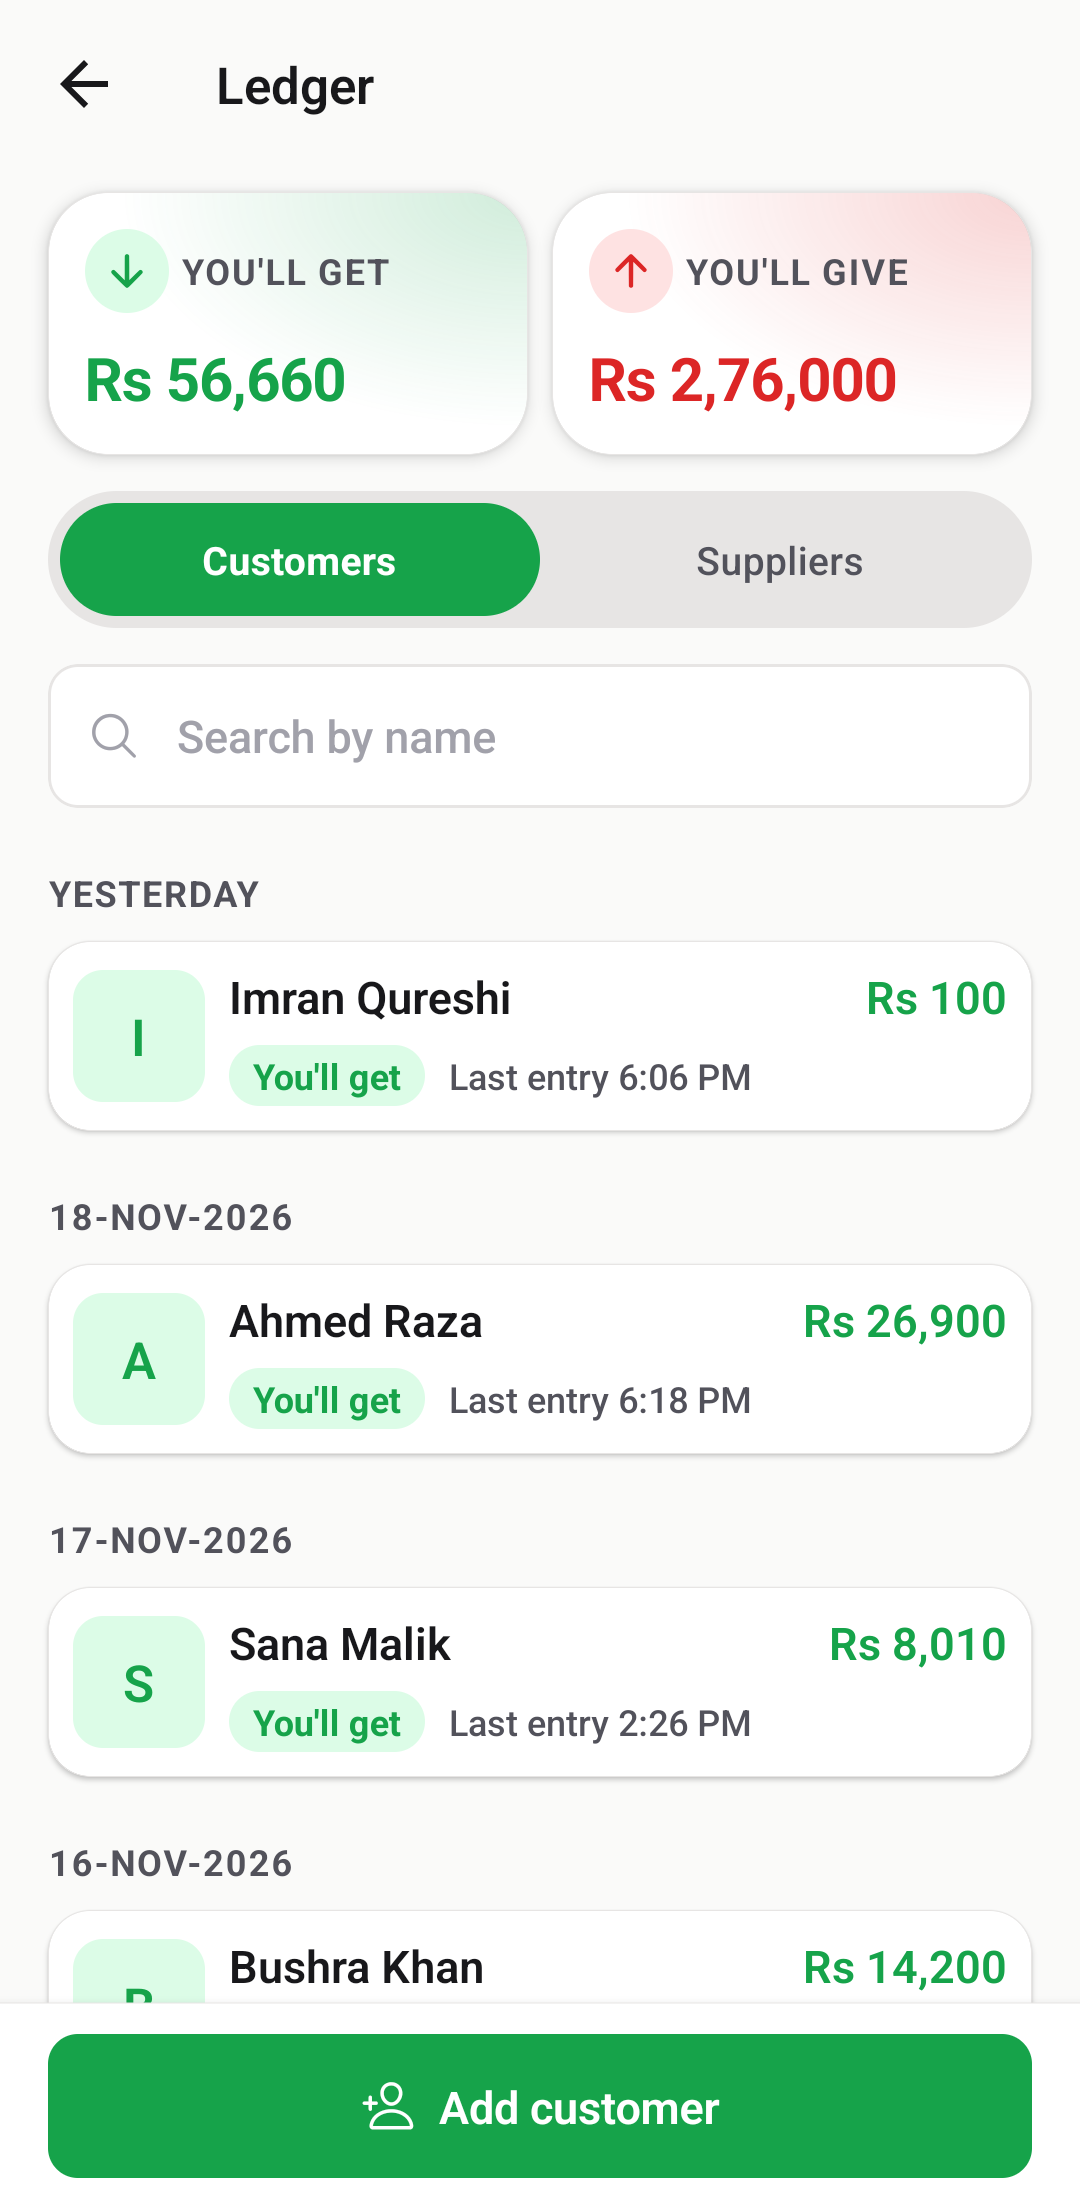 Ledger
YOU'LL GET
Rs 56,660
YOU'LL GIVE
Rs 2,76,000
Customers
Suppliers
Search by name
YESTERDAY
I
Imran Qureshi
Rs 100
You'll get
Last entry 6:06 PM
18-NOV-2026
A
Ahmed Raza
Rs 26,900
You'll get
Last entry 6:18 PM
17-NOV-2026
S
Sana Malik
Rs 8,010
You'll get
Last entry 2:26 PM
16-NOV-2026
B
Bushra Khan
Rs 14,200
Add customer